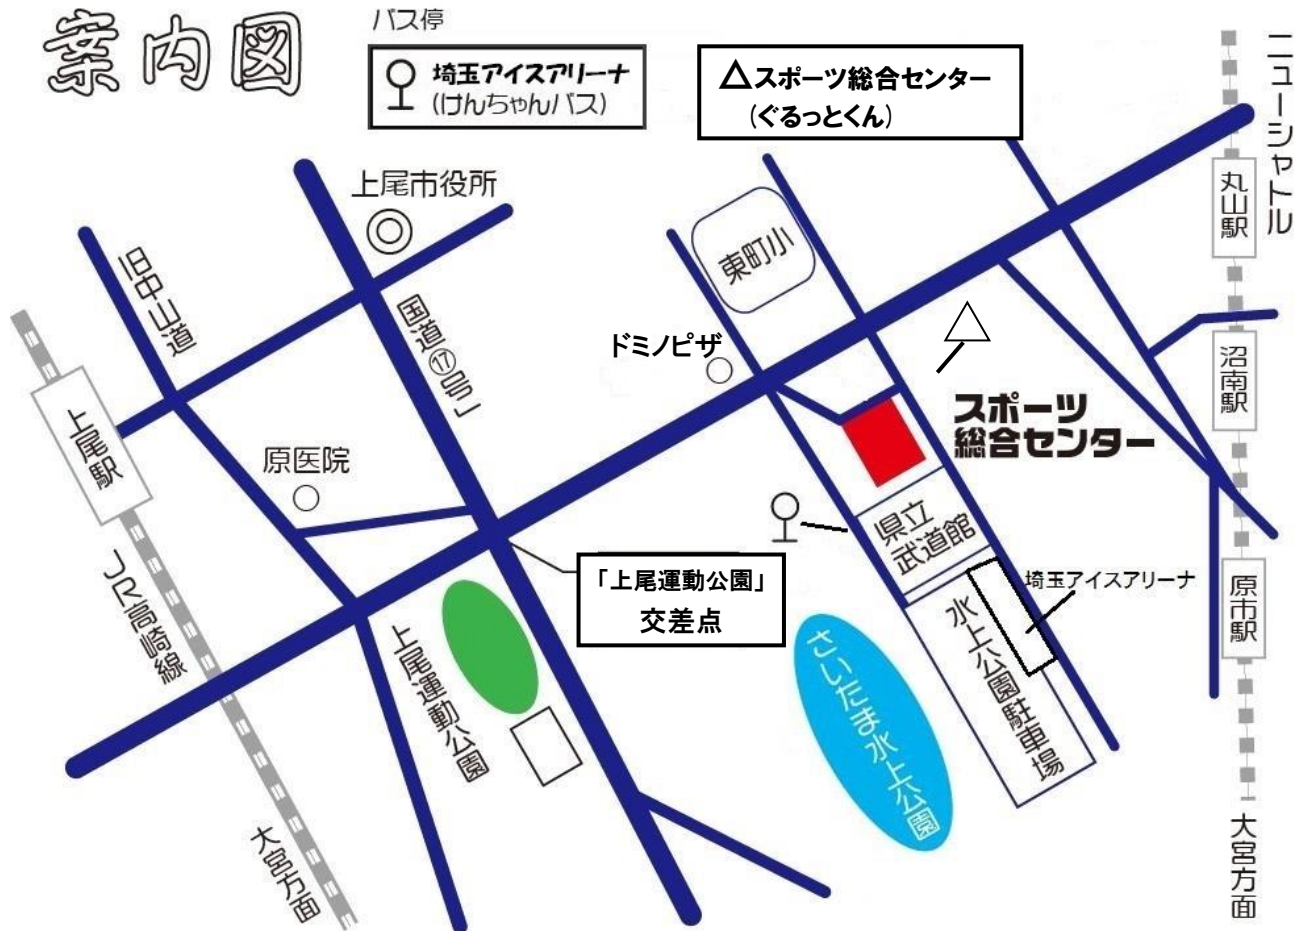 案内図
バス停
埼玉アイスアリーナ
(けんちゃんバス)
△スポーツ総合センター
(ぐるっとくん)
ニューシャトル
丸山駅
上尾市役所
東町小
旧中山道
国道⑰号」
ドミノピザ
沼南駅
上尾駅
スポーツ
総合センター
原医院
県立
武道館
「上尾運動公園」
交差点
埼玉アイスアリーナ
原市駅
JR高崎線
上尾運動公園
さいたま水上公園
水上公園駐車場
大宮方面
大宮方面